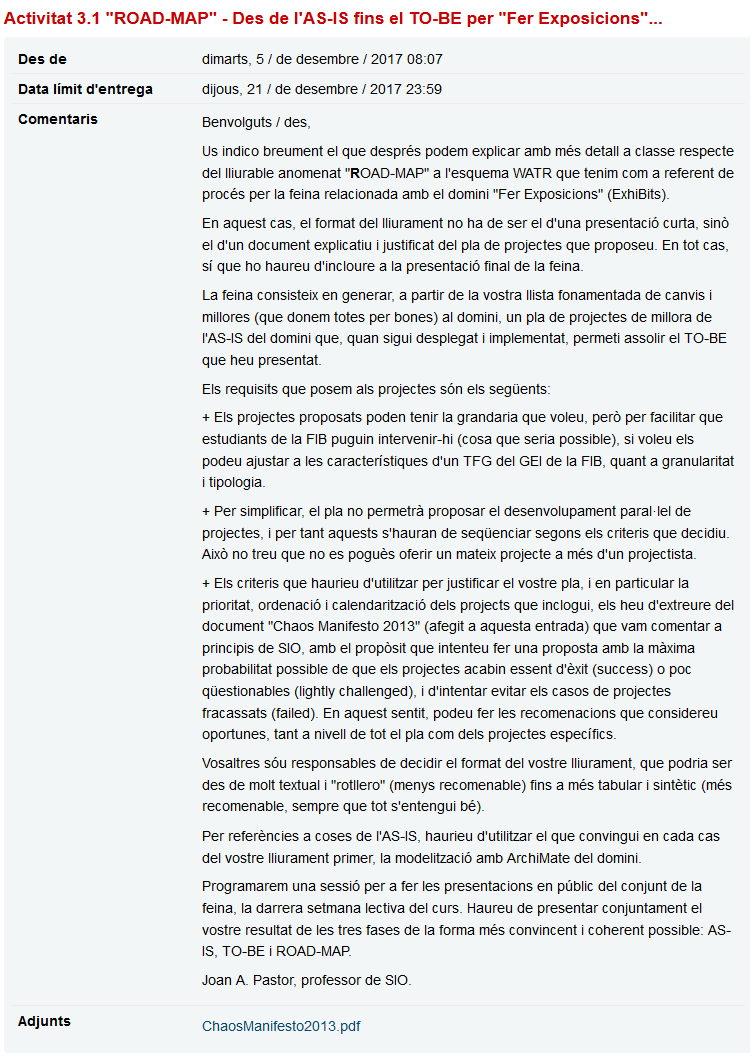 Activitat 3.1 "ROAD-MAP" - Des de l'AS-IS fins el TO-BE per "Fer Exposicions"...
Des de dimarts, 5 / de desembre / 2017 08:07
Data límit d'entrega dijous, 21 / de desembre / 2017 23:59
Comentaris Benvolguts / des,
Us indico breument el que després podem explicar amb més detall a classe respecte
del lliurable anomenat "ROAD-MAP" a l'esquema WATR que tenim com a referent de
procés per la feina relacionada amb el domini "Fer Exposicions" (ExhiBits).
En aquest cas, el format del lliurament no ha de ser el d'una presentació curta, sinò
el d'un document explicatiu i justificat del pla de projectes que proposeu. En tot cas,
sí que ho haureu d'incloure a la presentació final de la feina.
La feina consisteix en generar, a partir de la vostra llista fonamentada de canvis i
millores (que donem totes per bones) al domini, un pla de projectes de millora de
l'AS-IS del domini que, quan sigui desplegat i implementat, permeti assolir el TO-BE
que heu presentat.
Els requisits que posem als projectes són els següents:
+ Els projectes proposats poden tenir la grandaria que voleu, però per facilitar que
estudiants de la FIB puguin intervenir-hi (cosa que seria possible), si voleu els
podeu ajustar a les característiques d'un TFG del GEI de la FIB, quant a granularitat
i tipologia.
+ Per simplificar, el pla no permetrà proposar el desenvolupament paral·lel de
projectes, i per tant aquests s'hauran de seqüenciar segons els criteris que decidiu.
Això no treu que no es pogués oferir un mateix projecte a més d'un projectista.
+ Els criteris que haurieu d'utilitzar per justificar el vostre pla, i en particular la
prioritat, ordenació i calendarització dels projects que inclogui, els heu d'extreure del
document "Chaos Manifesto 2013" (afegit a aquesta entrada) que vam comentar a
principis de SIO, amb el propòsit que intenteu fer una proposta amb la màxima
probabilitat possible de que els projectes acabin essent d'èxit (success) o poc
qüestionables (lightly challenged), i d'intentar evitar els casos de projectes
fracassats (failed). En aquest sentit, podeu fer les recomenacions que considereu
oportunes, tant a nivell de tot el pla com dels projectes específics.
Vosaltres sóu responsables de decidir el format del vostre lliurament, que podria ser
des de molt textual i "rotllero" (menys recomenable) fins a més tabular i sintètic (més
recomenable, sempre que tot s'entengui bé).
Per referències a coses de l'AS-IS, haurieu d'utilitzar el que convingui en cada cas
del vostre lliurament primer, la modelització amb ArchiMate del domini.
Programarem una sessió per a fer les presentacions en públic del conjunt de la
feina, la darrera setmana lectiva del curs. Haureu de presentar conjuntament el
vostre resultat de les tres fases de la forma més convincent i coherent possible: AS-
IS, TO-BE i ROAD-MAP.
Joan A. Pastor, professor de SIO.
Adjunts ChaosManifesto2013.pdf